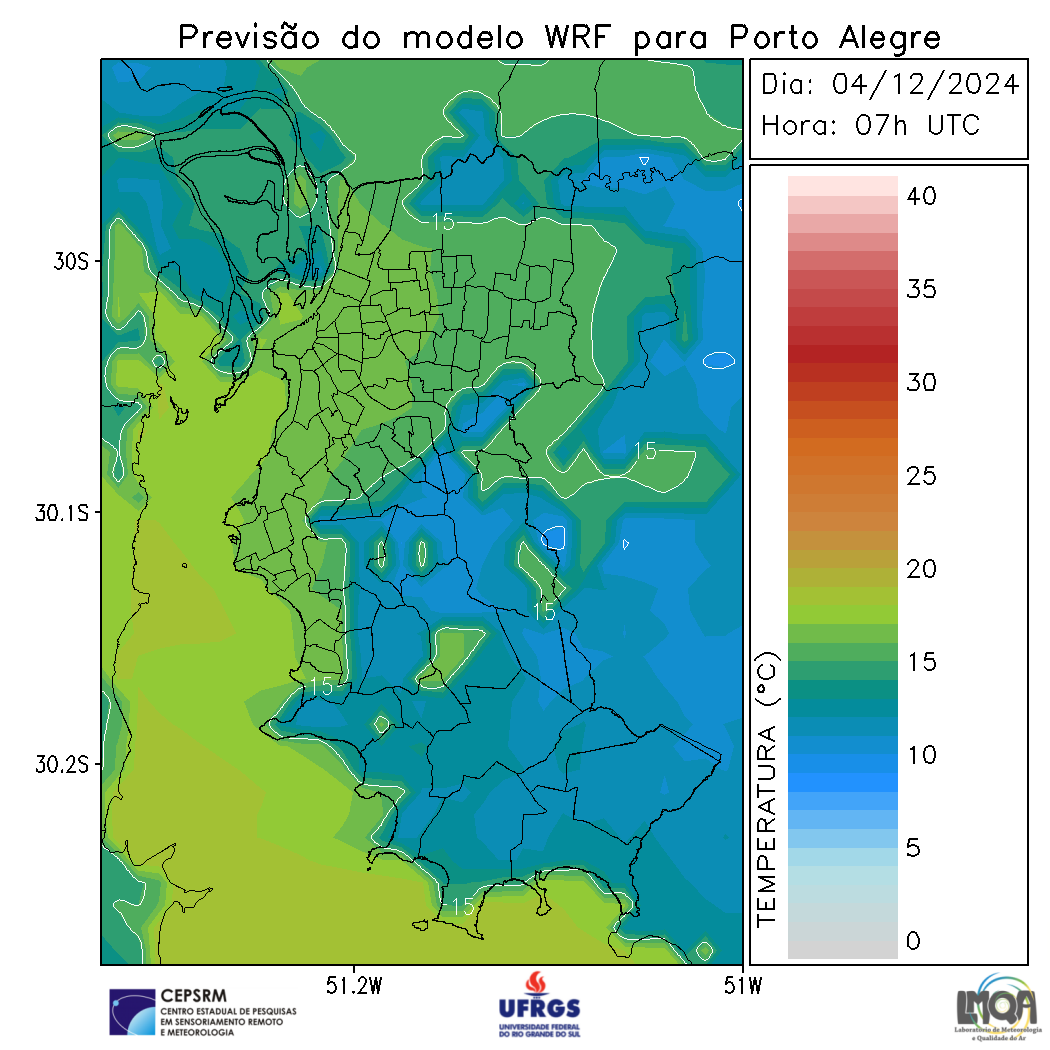 Previsão do modelo WRF para Porto Alegre
Dia: 04/12/2024
Hora: 07h UTC
30S
30.1S
30.2S
51.2W
51W
15
15
15
15
15
TEMPERATURA (°C)
40
35
30
25
20
15
10
5
0
CEPSRM
CENTRO ESTADUAL DE PESQUISAS
EM SENSORIAMENTO REMOTO
E METEOROLOGIA
UFRGS
UNIVERSIDADE FEDERAL
DO RIO GRANDE DO SUL
LMQA
Laboratório de Meteorologia
e Qualidade do Ar